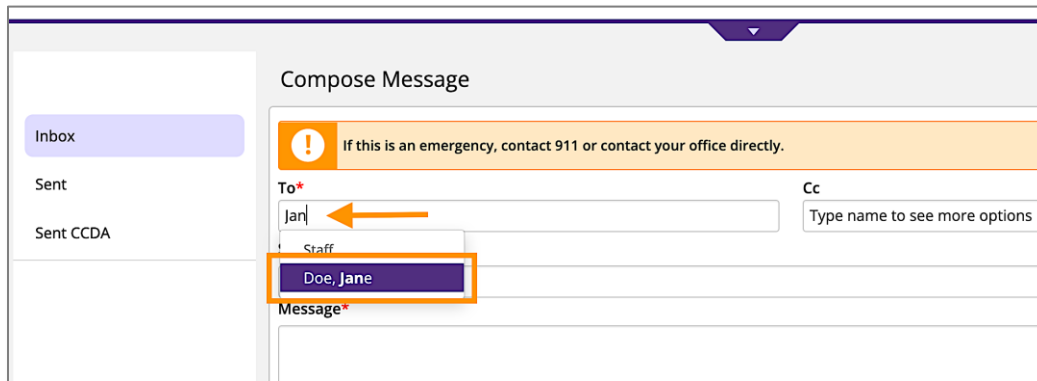 Compose Message
Inbox
Sent
Sent CCDA
If this is an emergency, contact 911 or contact your office directly.
To*
Cc
Jan
Type name to see more options
Staff
Doe, Jane
Message*